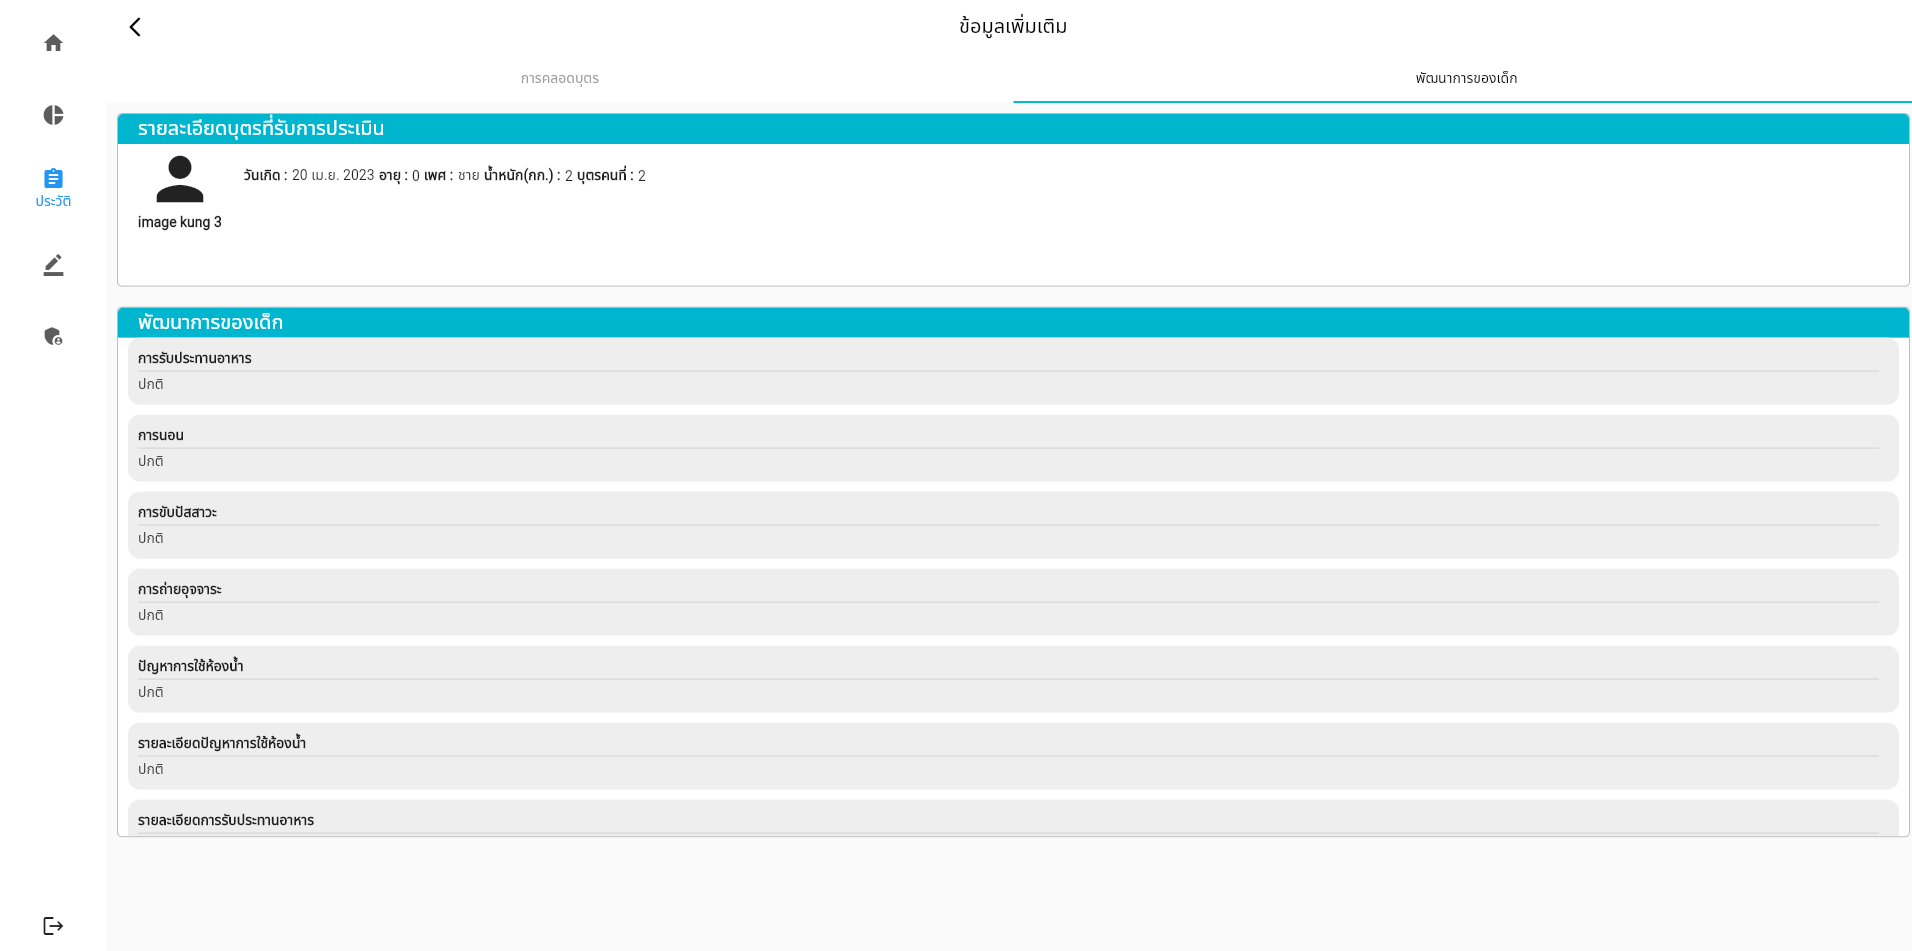 ข้อมูลเพิ่มเติม
การคลอดบุตร
พัฒนาการของเด็ก
ประวัติ
รายละเอียดบุตรที่รับการประเมิน
วันเกิด : 20 เม.ย. 2023 อายุ : 0 เพศ : ชาย น้ำหนัก(กก.) : 2 บุตรคนที่ : 2
image kung 3
พัฒนาการของเด็ก
การรับประทานอาหาร
ปกติ
การนอน
ปกติ
การขับปัสสาวะ
ปกติ
การถ่ายอุจจาระ
ปกติ
ปัญหาการใช้ห้องน้ำ
ปกติ
รายละเอียดปัญหาการใช้ห้องน้ำ
ปกติ
รายละเอียดการรับประทานอาหาร